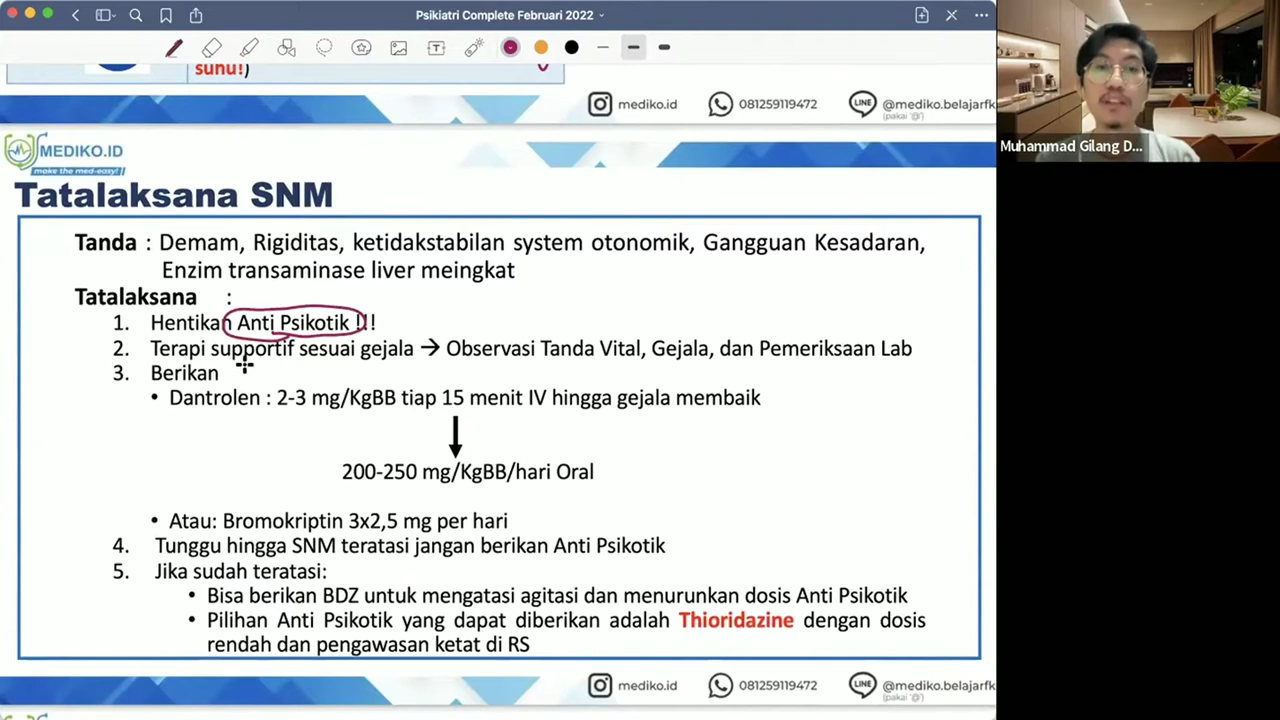 Psikiatri Complete Februari 2022
suhu!)
mediko.id
081259119472
@mediko.belajarfk
(pakai '@')
MEDIKO.ID
make the med-easy!
Tatalaksana SNM
Tanda : Demam, Rigiditas, ketidakstabilan system otonomik, Gangguan Kesadaran,
Enzim transaminase liver meingkat
Tatalaksana :
1. Hentikan Anti Psikotik !!!
2. Terapi supportif sesuai gejala → Observasi Tanda Vital, Gejala, dan Pemeriksaan Lab
3. Berikan
• Dantrolen : 2-3 mg/KgBB tiap 15 menit IV hingga gejala membaik
200-250 mg/KgBB/hari Oral
• Atau: Bromokriptin 3x2,5 mg per hari
4. Tunggu hingga SNM teratasi jangan berikan Anti Psikotik
5. Jika sudah teratasi:
• Bisa berikan BDZ untuk mengatasi agitasi dan menurunkan dosis Anti Psikotik
• Pilihan Anti Psikotik yang dapat diberikan adalah Thioridazine dengan dosis
rendah dan pengawasan ketat di RS
mediko.id
081259119472
@mediko.belajarfk
(pakai '@')
Muhammad Gilang D...